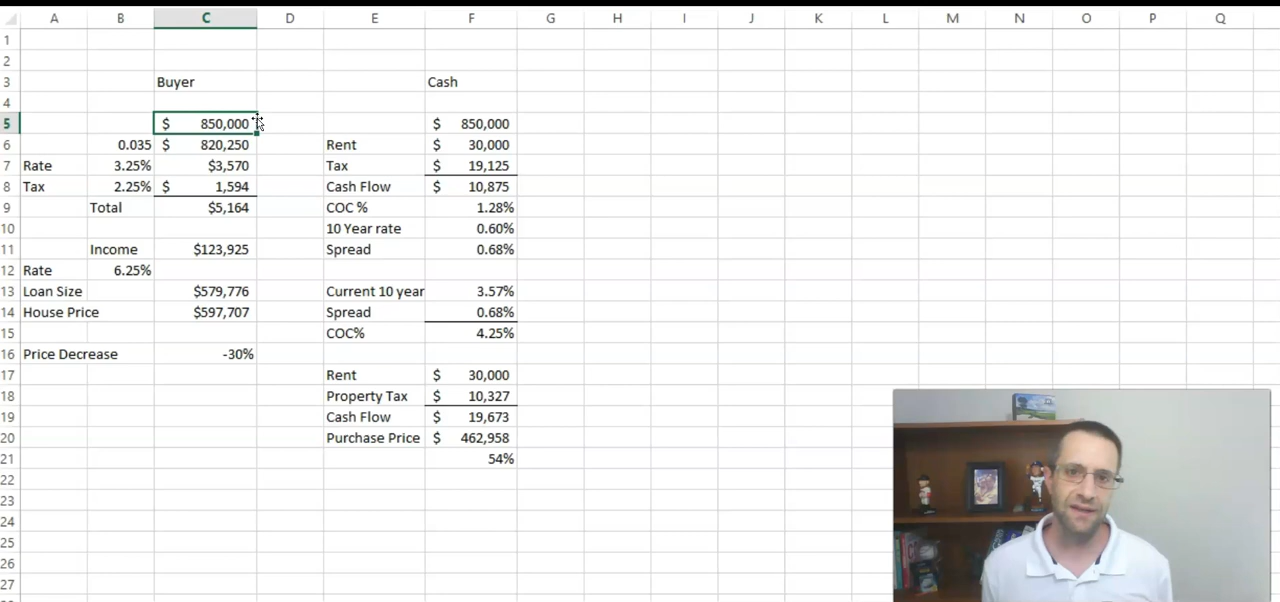 A B C D E F G H I J K L M N O P Q
1
2
3 Buyer Cash
4
5 $ 850,000 $ 850,000
6 0.035 $ 820,250 Rent $ 30,000
7 Rate 3.25% $3,570 Tax $ 19,125
8 Tax 2.25% $ 1,594 Cash Flow $ 10,875
9 Total $5,164 COC % 1.28%
10 10 Year rate 0.60%
11 Income $123,925 Spread 0.68%
12 Rate 6.25%
13 Loan Size $579,776 Current 10 year 3.57%
14 House Price $597,707 Spread 0.68%
15 COC% 4.25%
16 Price Decrease -30%
17 Rent $ 30,000
18 Property Tax $ 10,327
19 Cash Flow $ 19,673
20 Purchase Price $ 462,958
21 54%
22
23
24
25
26
27